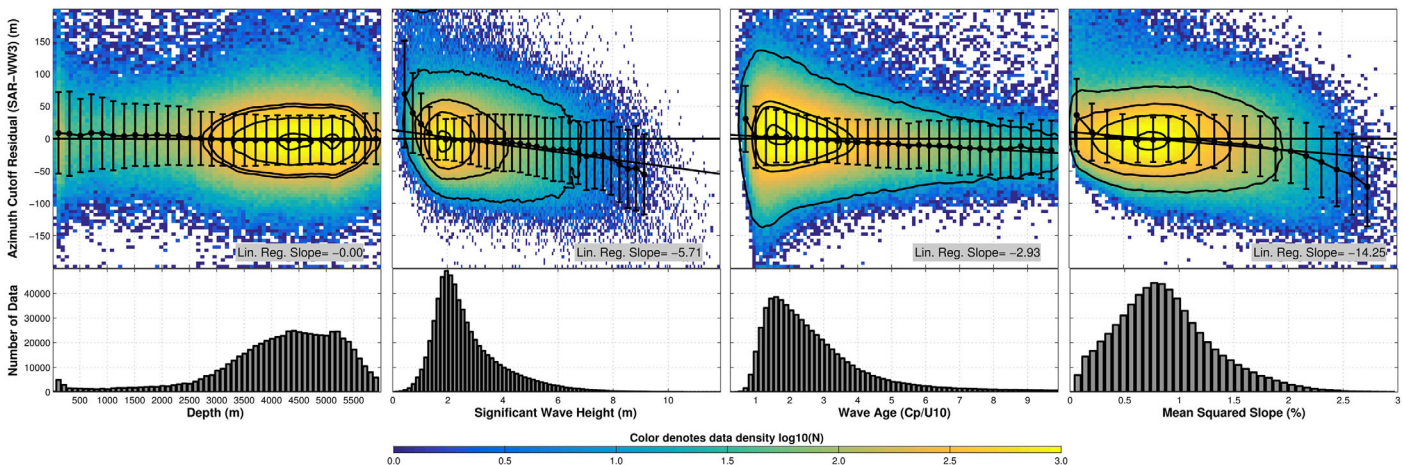 Azimuth Cutoff Residual (SAR-WW3) (m)
150
100
50
0
−50
−100
−150
Lin. Reg. Slope= −0.00
Lin. Reg. Slope= −5.71
Lin. Reg. Slope= −2.93
Lin. Reg. Slope= −14.25
Number of Data
40000
30000
20000
10000
0
500 1000 1500 2000 2500 3000 3500 4000 4500 5000 5500
0 2 4 6 8 10
1 2 3 4 5 6 7 8 9
0 0.5 1 1.5 2 2.5 3
Depth (m)
Significant Wave Height (m)
Wave Age (Cp/U10)
Mean Squared Slope (%)
Color denotes data density log10(N)
0.0 0.5 1.0 1.5 2.0 2.5 3.0